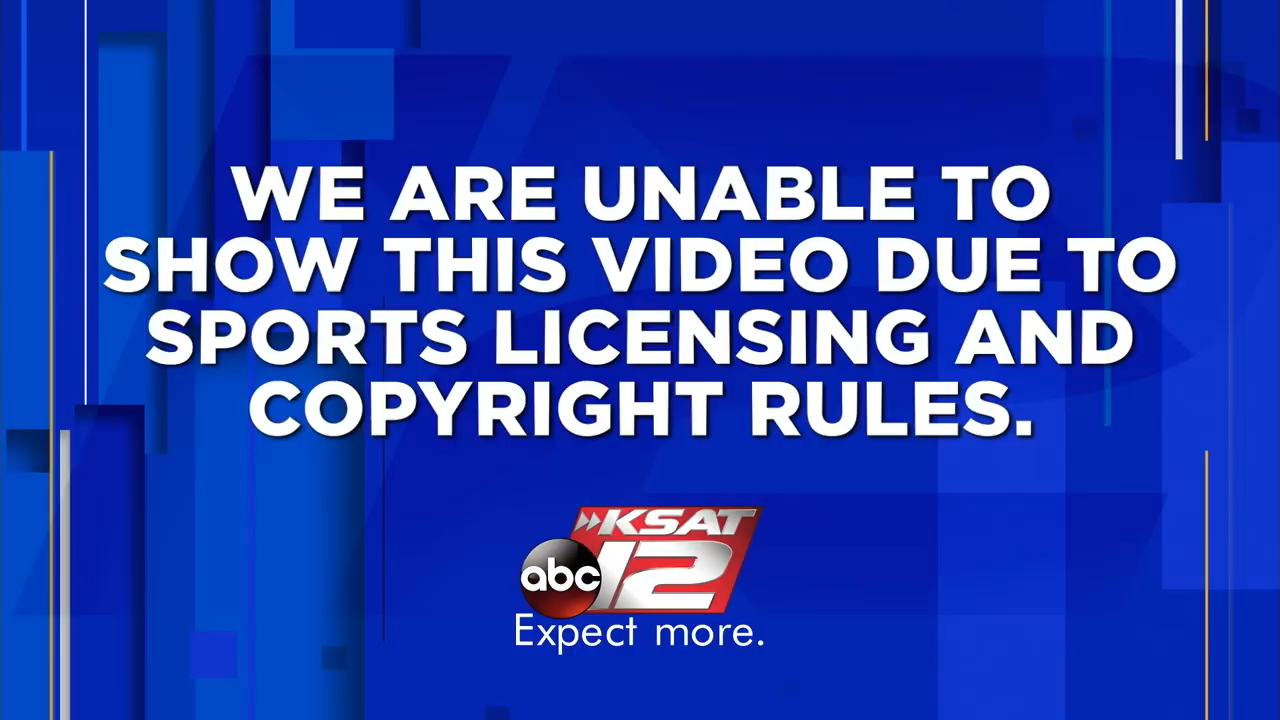 WE ARE UNABLE TO
SHOW THIS VIDEO DUE TO
SPORTS LICENSING AND
COPYRIGHT RULES.
KSAT
abc 12
Expect more.